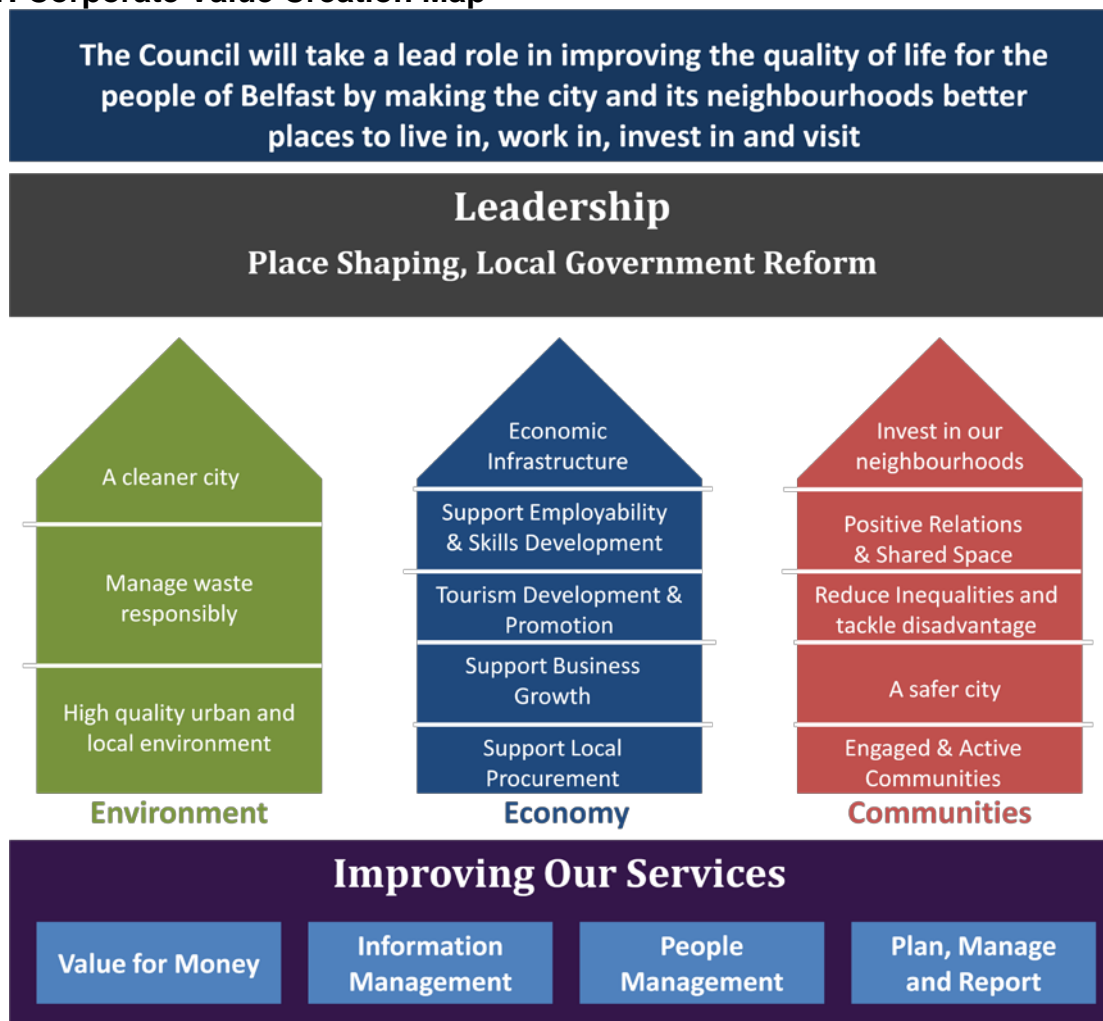 Corporate Value Creation Map
The Council will take a lead role in improving the quality of life for the
people of Belfast by making the city and its neighbourhoods better
places to live in, work in, invest in and visit
Leadership
Place Shaping, Local Government Reform
A cleaner city
Manage waste
responsibly
High quality urban and
local environment
Environment
Economic
Infrastructure
Support Employability
& Skills Development
Tourism Development &
Promotion
Support Business
Growth
Support Local
Procurement
Economy
Invest in our
neighbourhoods
Positive Relations
& Shared Space
Reduce Inequalities and
tackle disadvantage
A safer city
Engaged & Active
Communities
Communities
Improving Our Services
Value for Money
Information
Management
People
Management
Plan, Manage
and Report